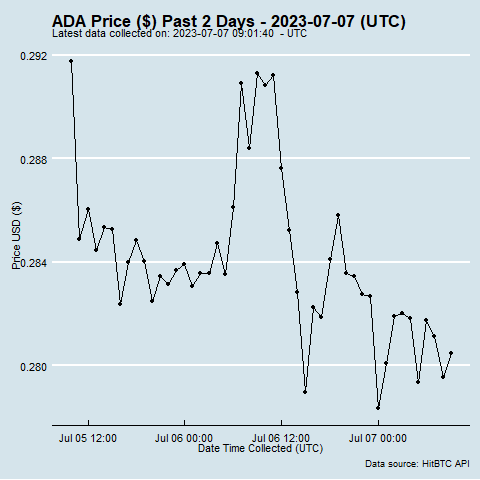 ADA Price ($) Past 2 Days - 2023-07-07 (UTC)
Latest data collected on: 2023-07-07 09:01:40 - UTC
0.292
0.288
0.284
0.280
Price USD ($)
Jul 05 12:00 Jul 06 00:00 Jul 06 12:00 Jul 07 00:00
Date Time Collected (UTC)
Data source: HitBTC API